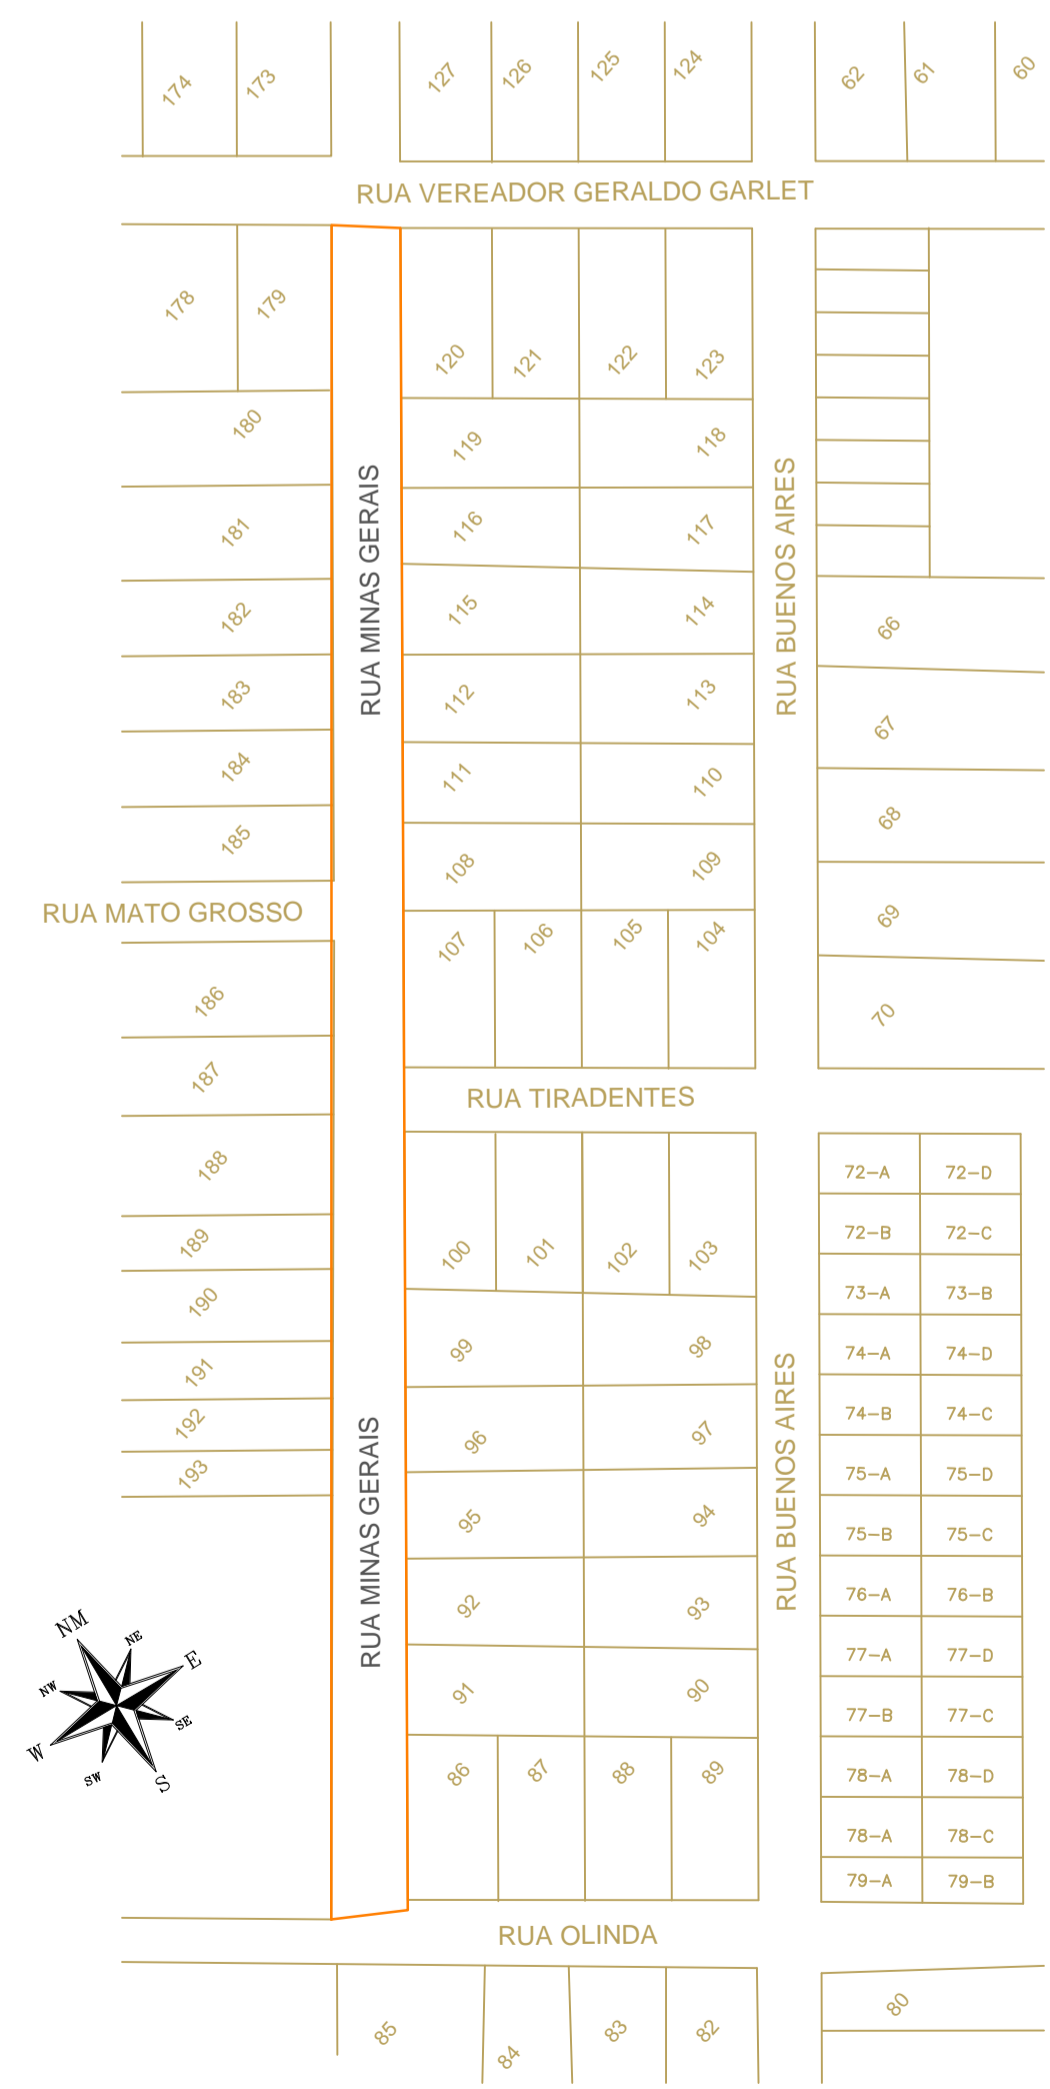 174
173
127
126
125
124
62
61
60
RUA VEREADOR GERALDO GARLET
178
179
120
121
122
123
180
119
118
RUA MINAS GERAIS
RUA BUENOS AIRES
181
116
117
182
115
114
66
183
112
113
67
184
111
110
68
185
108
109
RUA MATO GROSSO
69
107
106
105
104
186
70
187
RUA TIRADENTES
188
72-A
72-D
189
100
101
102
103
72-B
72-C
190
73-A
73-B
191
99
98
74-A
74-D
RUA MINAS GERAIS
RUA BUENOS AIRES
192
96
97
74-B
74-C
193
75-A
75-D
95
94
75-B
75-C
92
93
76-A
76-B
NM
NE
E
NW
SE
W
SW
S
91
90
77-A
77-D
77-B
77-C
86
87
88
89
78-A
78-D
78-A
78-C
79-A
79-B
RUA OLINDA
85
84
83
82
80